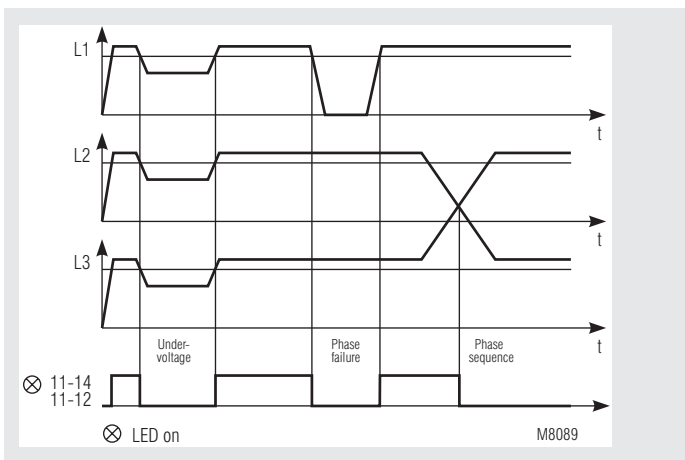 L1
t
L2
t
L3
t
Under-
voltage
Phase
failure
Phase
sequence
11-14
11-12
LED on
M8089